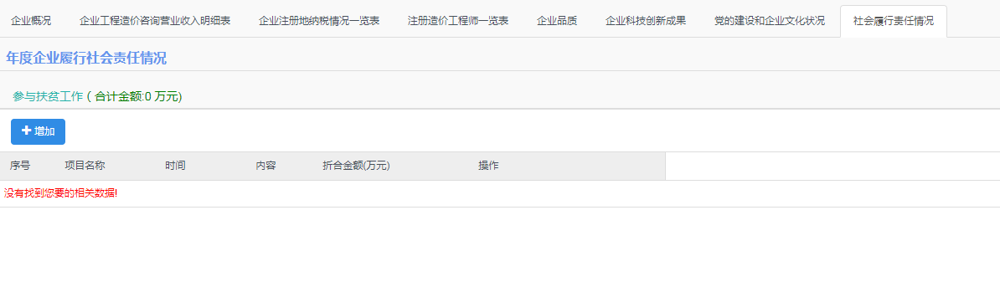 企业概况 企业工程造价咨询营业收入明细表 企业注册地纳税情况一览表 注册造价工程师一览表 企业品质 企业科技创新成果 党的建设和企业文化状况 社会履行责任情况
年度企业履行社会责任情况
参与扶贫工作 ( 合计金额:0 万元)
+ 增加
序号 项目名称 时间 内容 折合金额(万元) 操作
没有找到您要的相关数据!